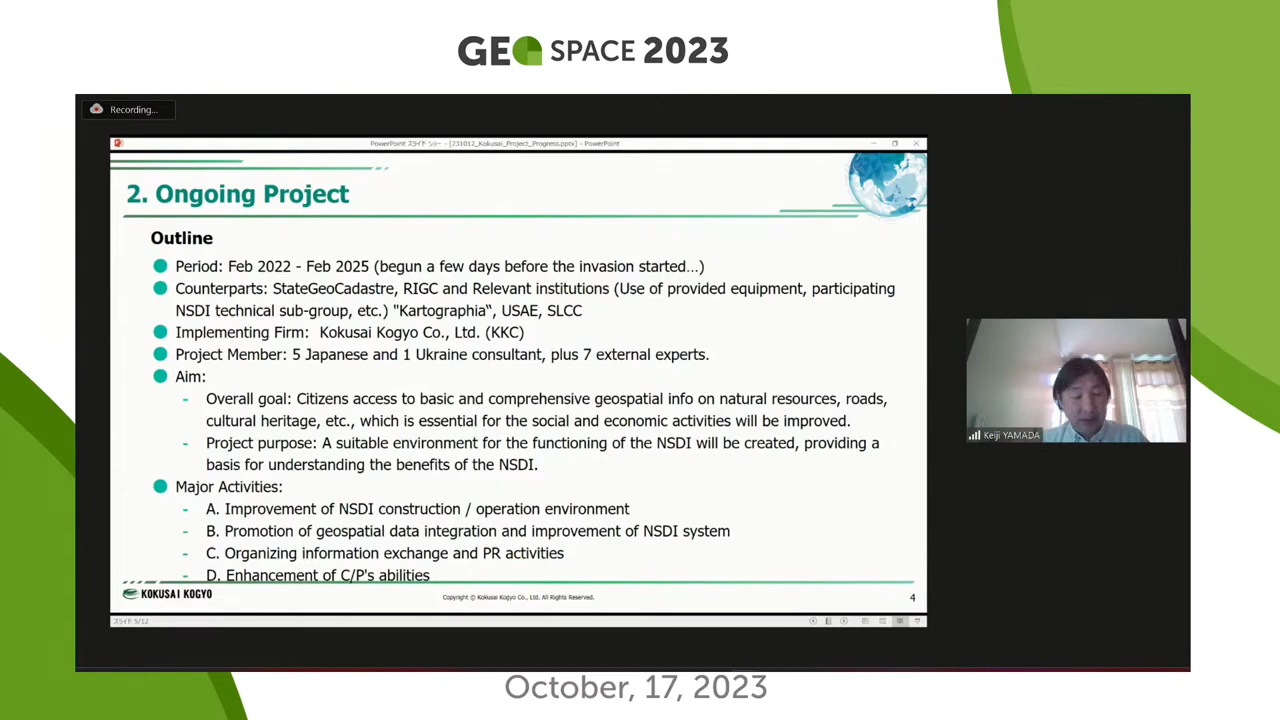 GEO SPACE 2023
Recording...
PowerPoint スライド ショー - [231012_Kokusai_Project_Progress.pptx] - PowerPoint
2. Ongoing Project
Outline
Period: Feb 2022 - Feb 2025 (begun a few days before the invasion started...)
Counterparts: StateGeoCadastre, RIGC and Relevant institutions (Use of provided equipment, participating
NSDI technical sub-group, etc.) "Kartographia", USAE, SLCC
Implementing Firm: Kokusai Kogyo Co., Ltd. (KKC)
Project Member: 5 Japanese and 1 Ukraine consultant, plus 7 external experts.
Aim:
- Overall goal: Citizens access to basic and comprehensive geospatial info on natural resources, roads,
cultural heritage, etc., which is essential for the social and economic activities will be improved.
- Project purpose: A suitable environment for the functioning of the NSDI will be created, providing a
basis for understanding the benefits of the NSDI.
Major Activities:
- A. Improvement of NSDI construction / operation environment
- B. Promotion of geospatial data integration and improvement of NSDI system
- C. Organizing information exchange and PR activities
- D. Enhancement of C/P's abilities
KOKUSAI KOGYO
Copyright © Kokusai Kogyo Co., Ltd. All Rights Reserved.
4
スライド 5/12
Keiji YAMADA
October, 17, 2023